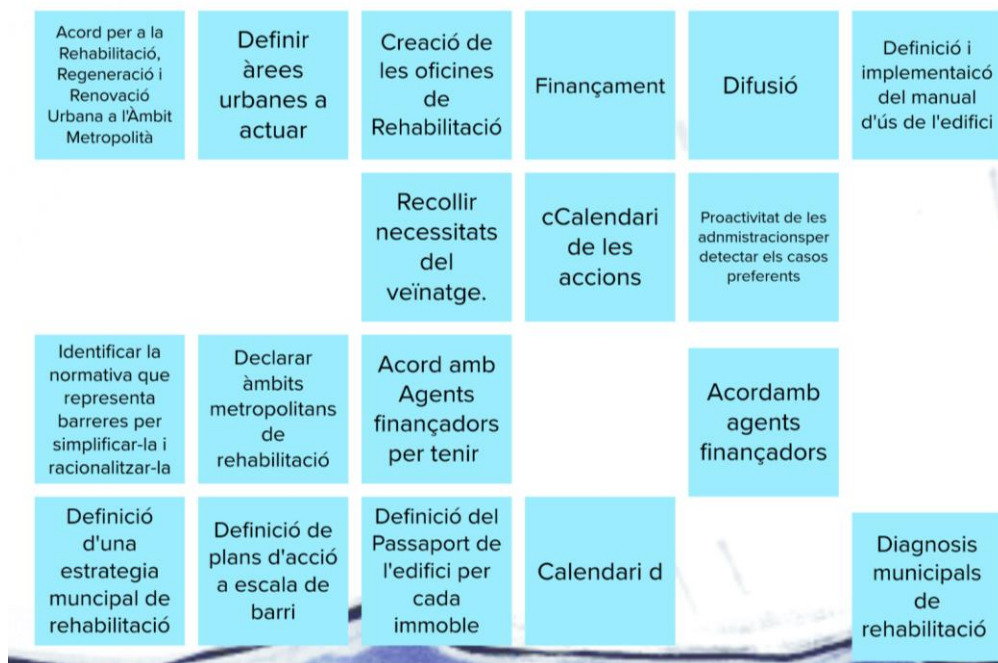 Acord per a la
Rehabilitació,
Regeneració i
Renovació
Urbana a l'Àmbit
Metropolità
Definir
àrees
urbanes a
actuar
Creació de
les oficines
de
Rehabilitació
Finançament
Difusió
Definició i
implementaicó
del manual
d'ús de l'edifici
Recollir
necessitats
del
veïnatge.
cCalendari
de les
accions
Proactivitat de les
adnmistracionsper
detectar els casos
preferents
Identificar la
normativa que
representa
barreres per
simplificar-la i
racionalitzar-la
Declarar
àmbits
metropolitans
de
rehabilitació
Acord amb
Agents
finançadors
per tenir
Acordamb
agents
finançadors
Definició
d'una
estrategia
muncipal de
rehabilitació
Definició de
plans d'acció
a escala de
barri
Definició del
Passaport de
l'edifici per
cada
immoble
Calendari d
Diagnosis
municipals
de
rehabilitació